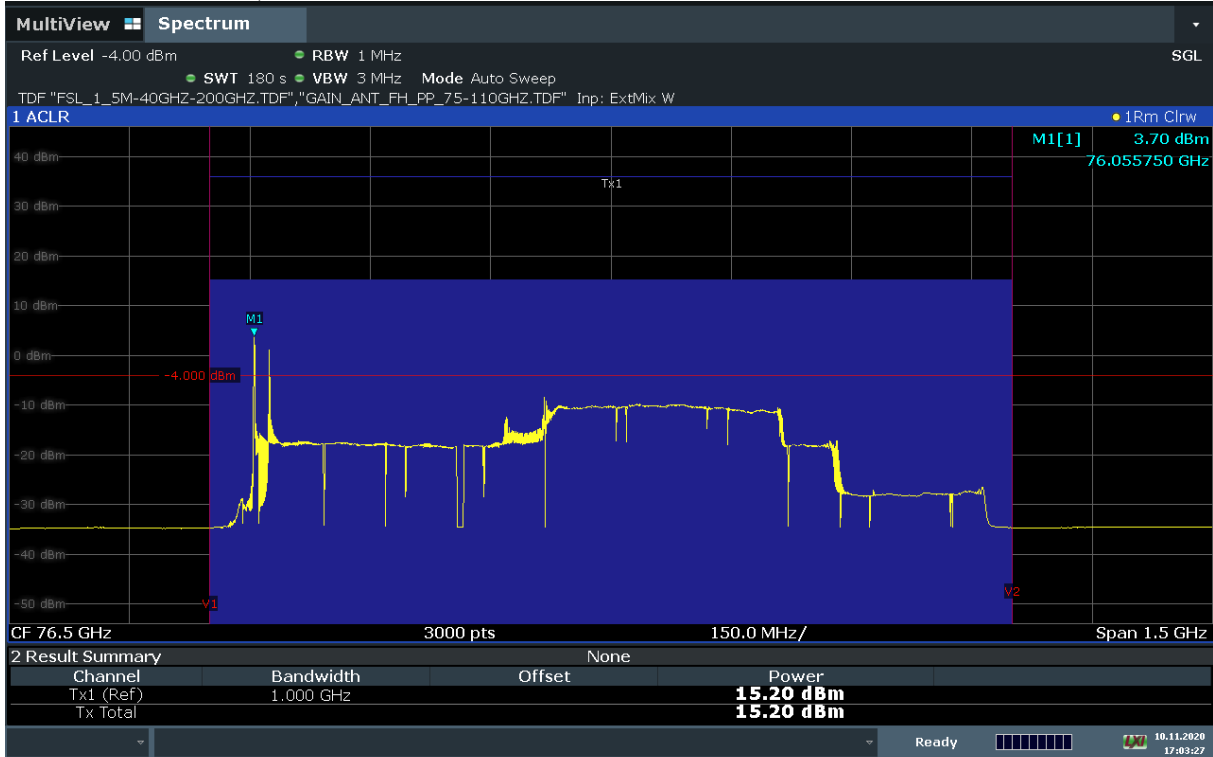 MultiView Spectrum
Ref Level -4.00 dBm RBW 1 MHz SGL
SWT 180 s VBW 3 MHz Mode Auto Sweep
TDF "FSL_1_5M-40GHZ-200GHZ.TDF","GAIN_ANT_FH_PP_75-110GHZ.TDF" Inp: ExtMix W
1 ACLR 1Rm Clrw
M1[1] 3.70 dBm
40 dBm
76.055750 GHz
Tx1
30 dBm
20 dBm
10 dBm
M1
0 dBm
-4.000 dBm
-10 dBm
-20 dBm
-30 dBm
-40 dBm
V2
-50 dBm V1
CF 76.5 GHz 3000 pts 150.0 MHz/ Span 1.5 GHz
2 Result Summary None
Channel Bandwidth Offset Power
Tx1 (Ref) 1.000 GHz 15.20 dBm
Tx Total 15.20 dBm
Ready LXI 10.11.2020
17:03:27